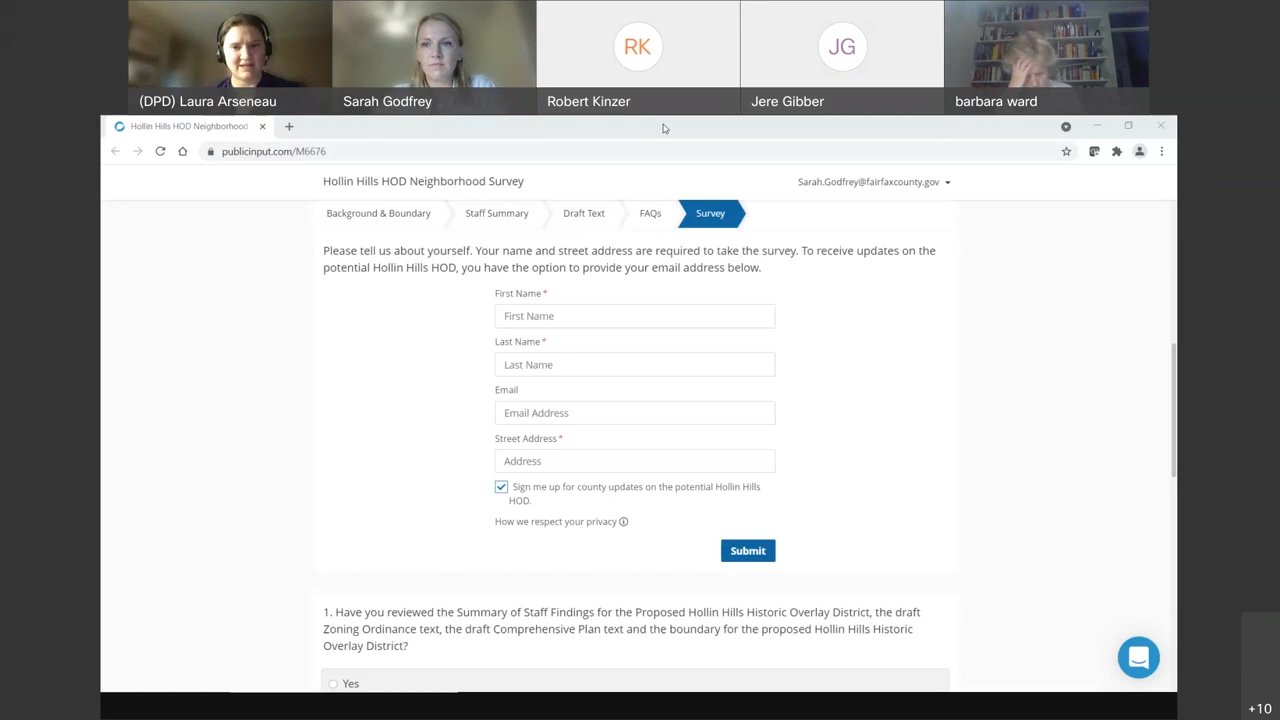 RK
JG
(DPD) Laura Arseneau
Sarah Godfrey
Robert Kinzer
Jere Gibber
barbara ward
Hollin Hills HOD Neighborhood
publicinput.com/M6676
Hollin Hills HOD Neighborhood Survey
Sarah.Godfrey@fairfaxcounty.gov
Background & Boundary
Staff Summary
Draft Text
FAQs
Survey
Please tell us about yourself. Your name and street address are required to take the survey. To receive updates on the
potential Hollin Hills HOD, you have the option to provide your email address below.
First Name*
First Name
Last Name*
Last Name
Email
Email Address
Street Address*
Address
Sign me up for county updates on the potential Hollin Hills
HOD.
How we respect your privacy
Submit
1. Have you reviewed the Summary of Staff Findings for the Proposed Hollin Hills Historic Overlay District, the draft
Zoning Ordinance text, the draft Comprehensive Plan text and the boundary for the proposed Hollin Hills Historic
Overlay District?
Yes
+10